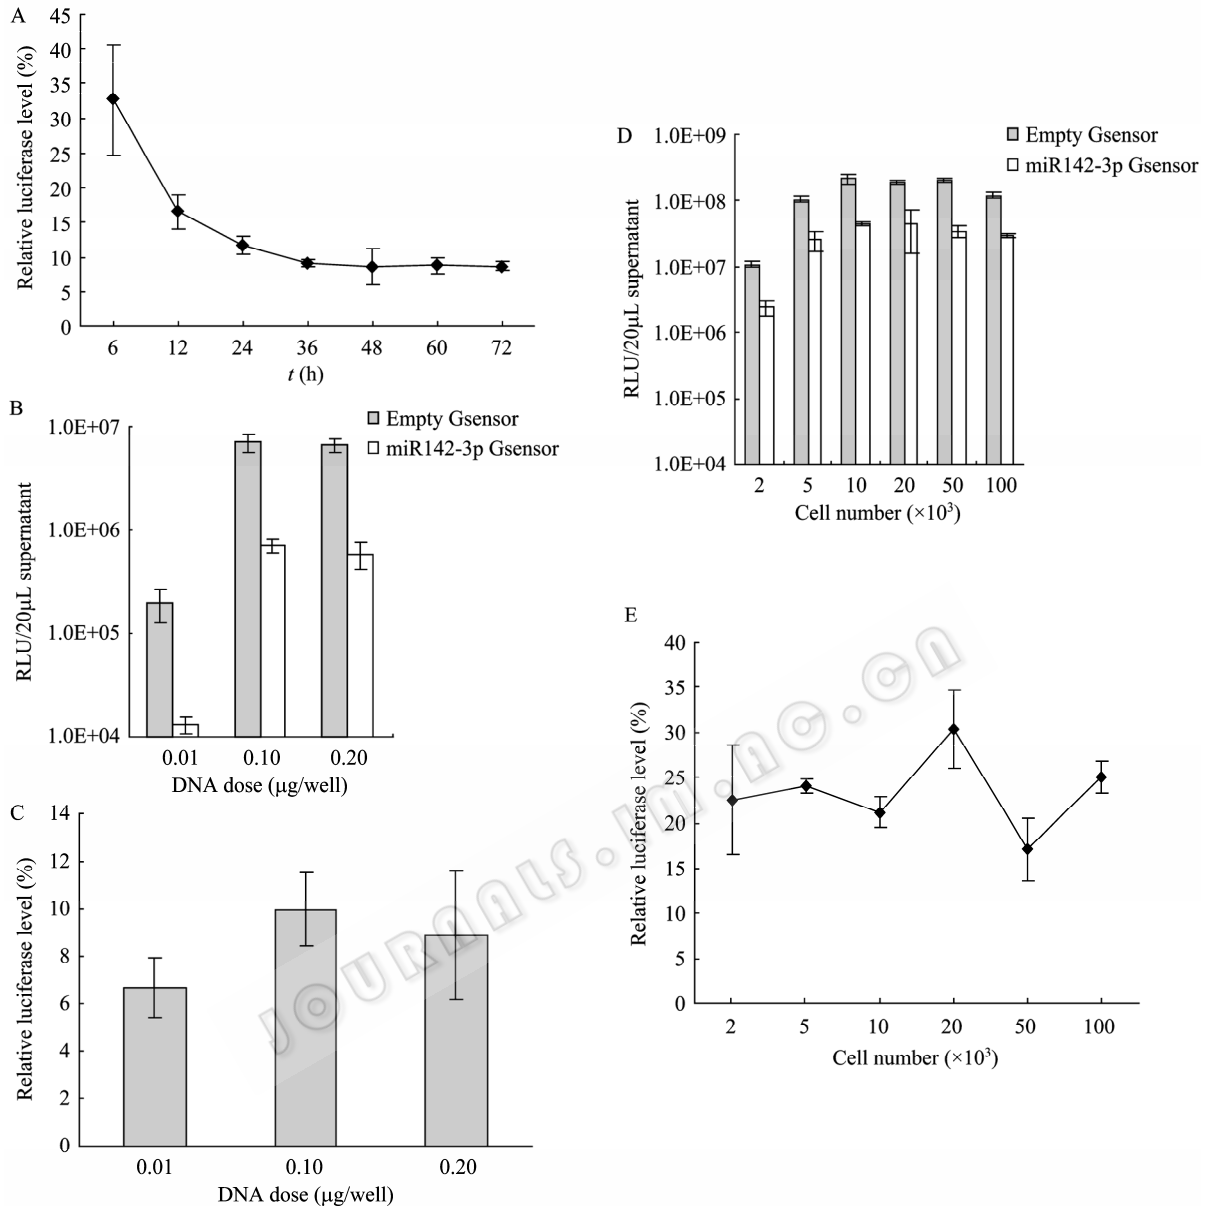 A
45
40
35
30
25
20
15
10
5
0
Relative luciferase level (%)
6 12 24 36 48 60 72
t (h)
B
Empty Gsensor
miR142-3p Gsensor
1.0E+07
1.0E+06
1.0E+05
1.0E+04
RLU/20μL supernatant
0.01 0.10 0.20
DNA dose (μg/well)
C
14
12
10
8
6
4
2
0
Relative luciferase level (%)
0.01 0.10 0.20
DNA dose (μg/well)
D
Empty Gsensor
miR142-3p Gsensor
1.0E+09
1.0E+08
1.0E+07
1.0E+06
1.0E+05
1.0E+04
RLU/20μL supernatant
2 5 10 20 50 100
Cell number (×10³)
E
40
35
30
25
20
15
10
5
0
Relative luciferase level (%)
2 5 10 20 50 100
Cell number (×10³)
JOURNALS.IM.AC.CN